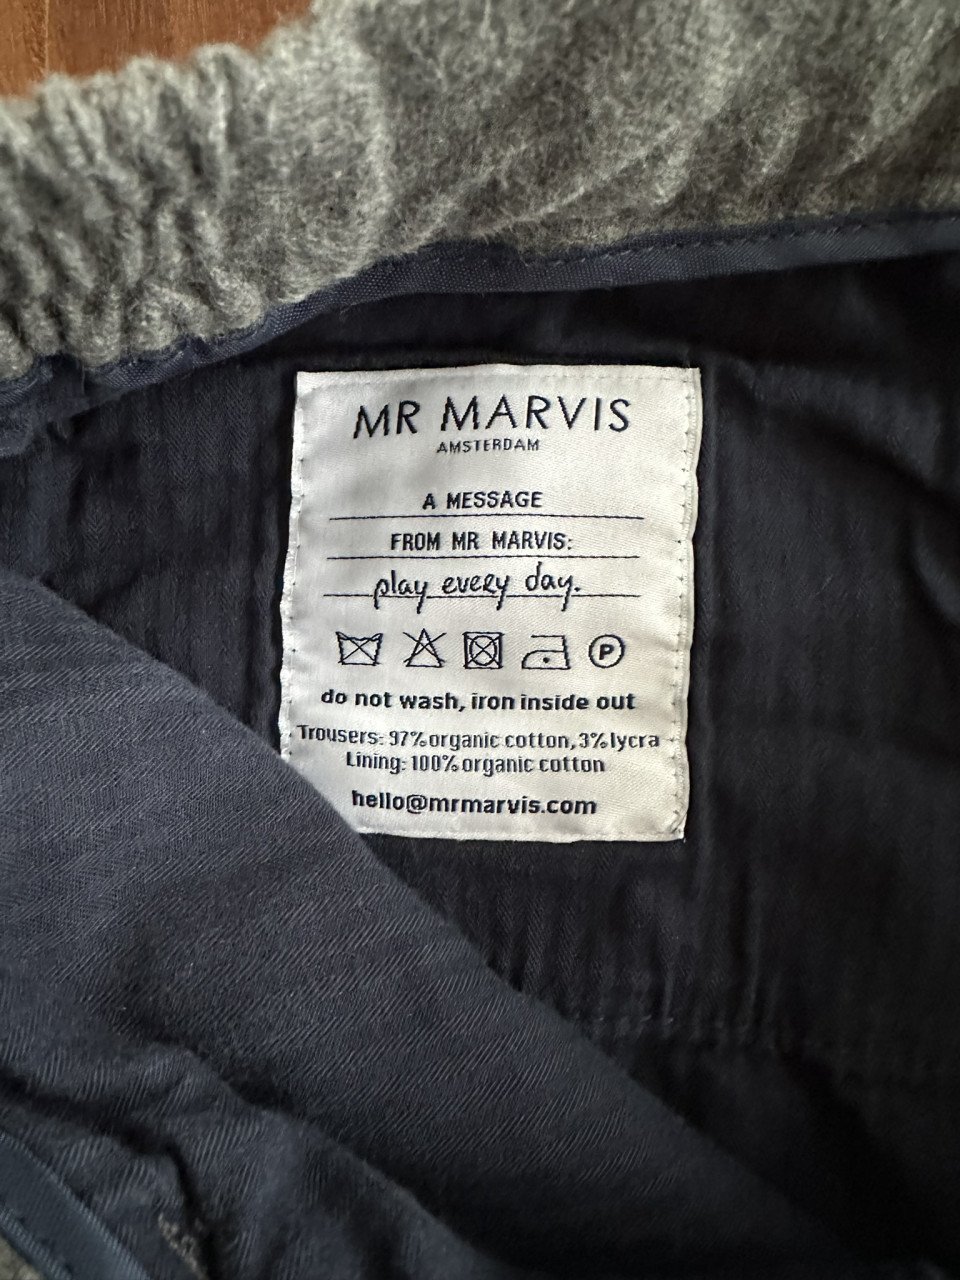 MR MARVIS
AMSTERDAM
A MESSAGE
FROM MR MARVIS:
play every day.
P
do not wash, iron inside out
Trousers: 97% organic cotton, 3% lycra
Lining: 100% organic cotton
hello@mrmarvis.com